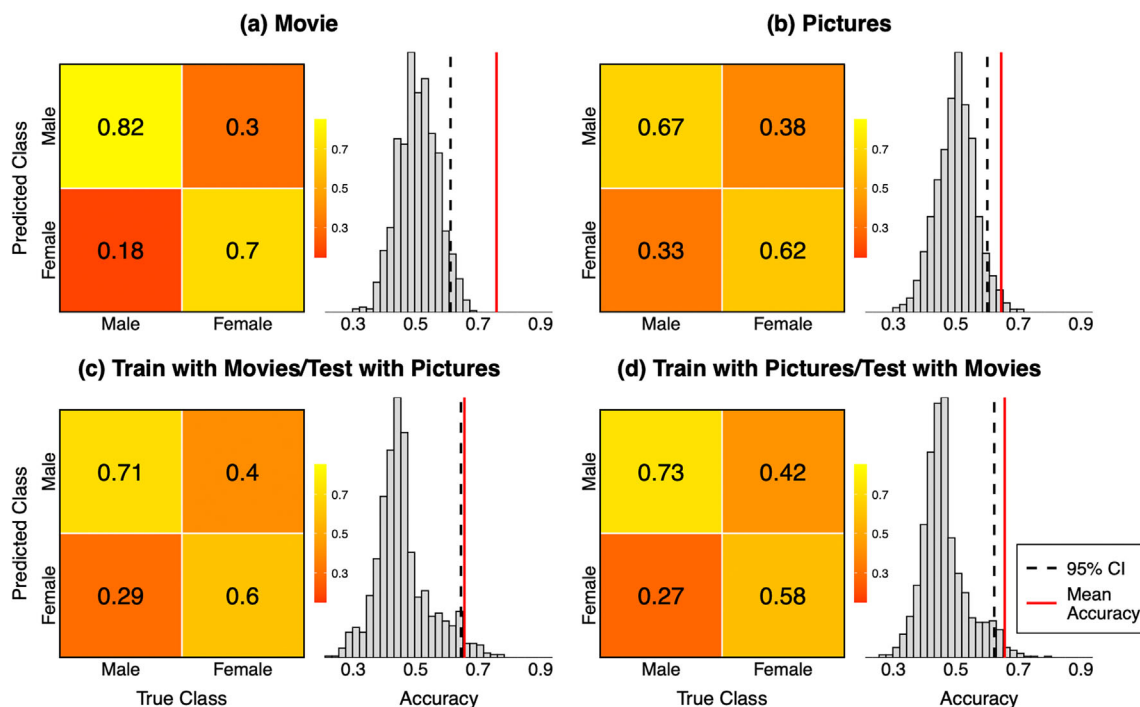 (a) Movie
Predicted Class
Male
Female
0.82
0.3
0.18
0.7
Male
Female
0.7
0.5
0.3
0.3
0.5
0.7
0.9
(b) Pictures
Male
Female
0.67
0.38
0.33
0.62
Male
Female
0.7
0.5
0.3
0.3
0.5
0.7
0.9
(c) Train with Movies/Test with Pictures
Predicted Class
Male
Female
0.71
0.4
0.29
0.6
Male
Female
True Class
0.7
0.5
0.3
0.3
0.5
0.7
0.9
Accuracy
(d) Train with Pictures/Test with Movies
Male
Female
0.73
0.42
0.27
0.58
Male
Female
True Class
0.7
0.5
0.3
0.3
0.5
0.7
0.9
Accuracy
95% CI
Mean
Accuracy